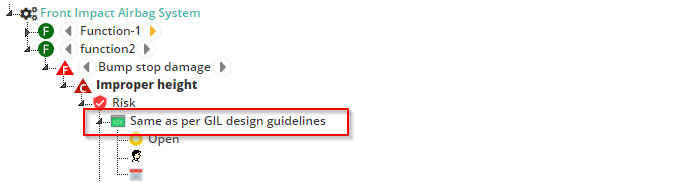 Front Impact Airbag System
F Function-1
F function2
F Bump stop damage
C Improper height
Risk
Same as per GIL design guidelines
Open